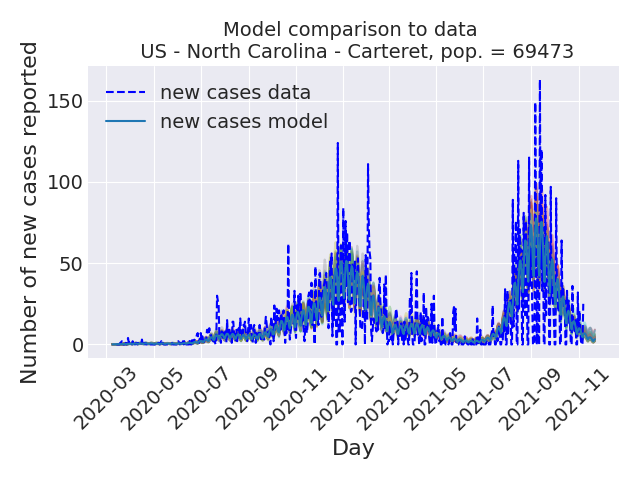 Model comparison to data
US - North Carolina - Carteret, pop. = 69473
Number of new cases reported
150
100
50
0
new cases data
new cases model
2020-03
2020-05
2020-07
2020-09
2020-11
2021-01
2021-03
2021-05
2021-07
2021-09
2021-11
Day